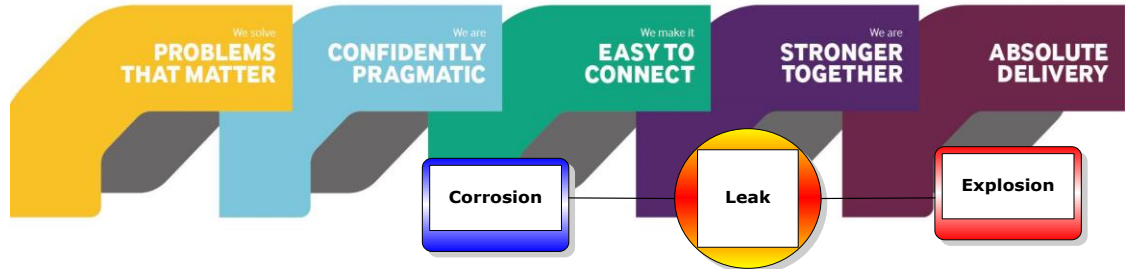 We solve
PROBLEMS
THAT MATTER
We are
CONFIDENTLY
PRAGMATIC
We make it
EASY TO
CONNECT
We are
STRONGER
TOGETHER
ABSOLUTE
DELIVERY
Corrosion
Leak
Explosion